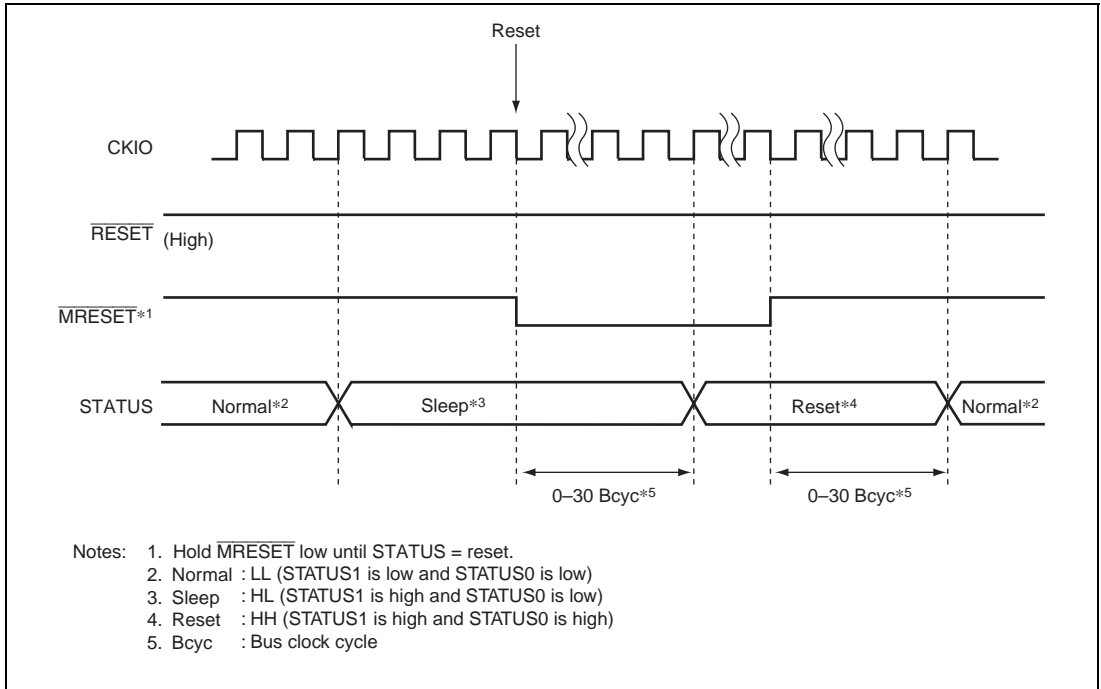 Reset
CKIO
RESET (High)
MRESET*1
STATUS Normal*2 Sleep*3 Reset*4 Normal*2
0–30 Bcyc*5 0–30 Bcyc*5
Notes: 1. Hold MRESET low until STATUS = reset.
2. Normal : LL (STATUS1 is low and STATUS0 is low)
3. Sleep : HL (STATUS1 is high and STATUS0 is low)
4. Reset : HH (STATUS1 is high and STATUS0 is high)
5. Bcyc : Bus clock cycle